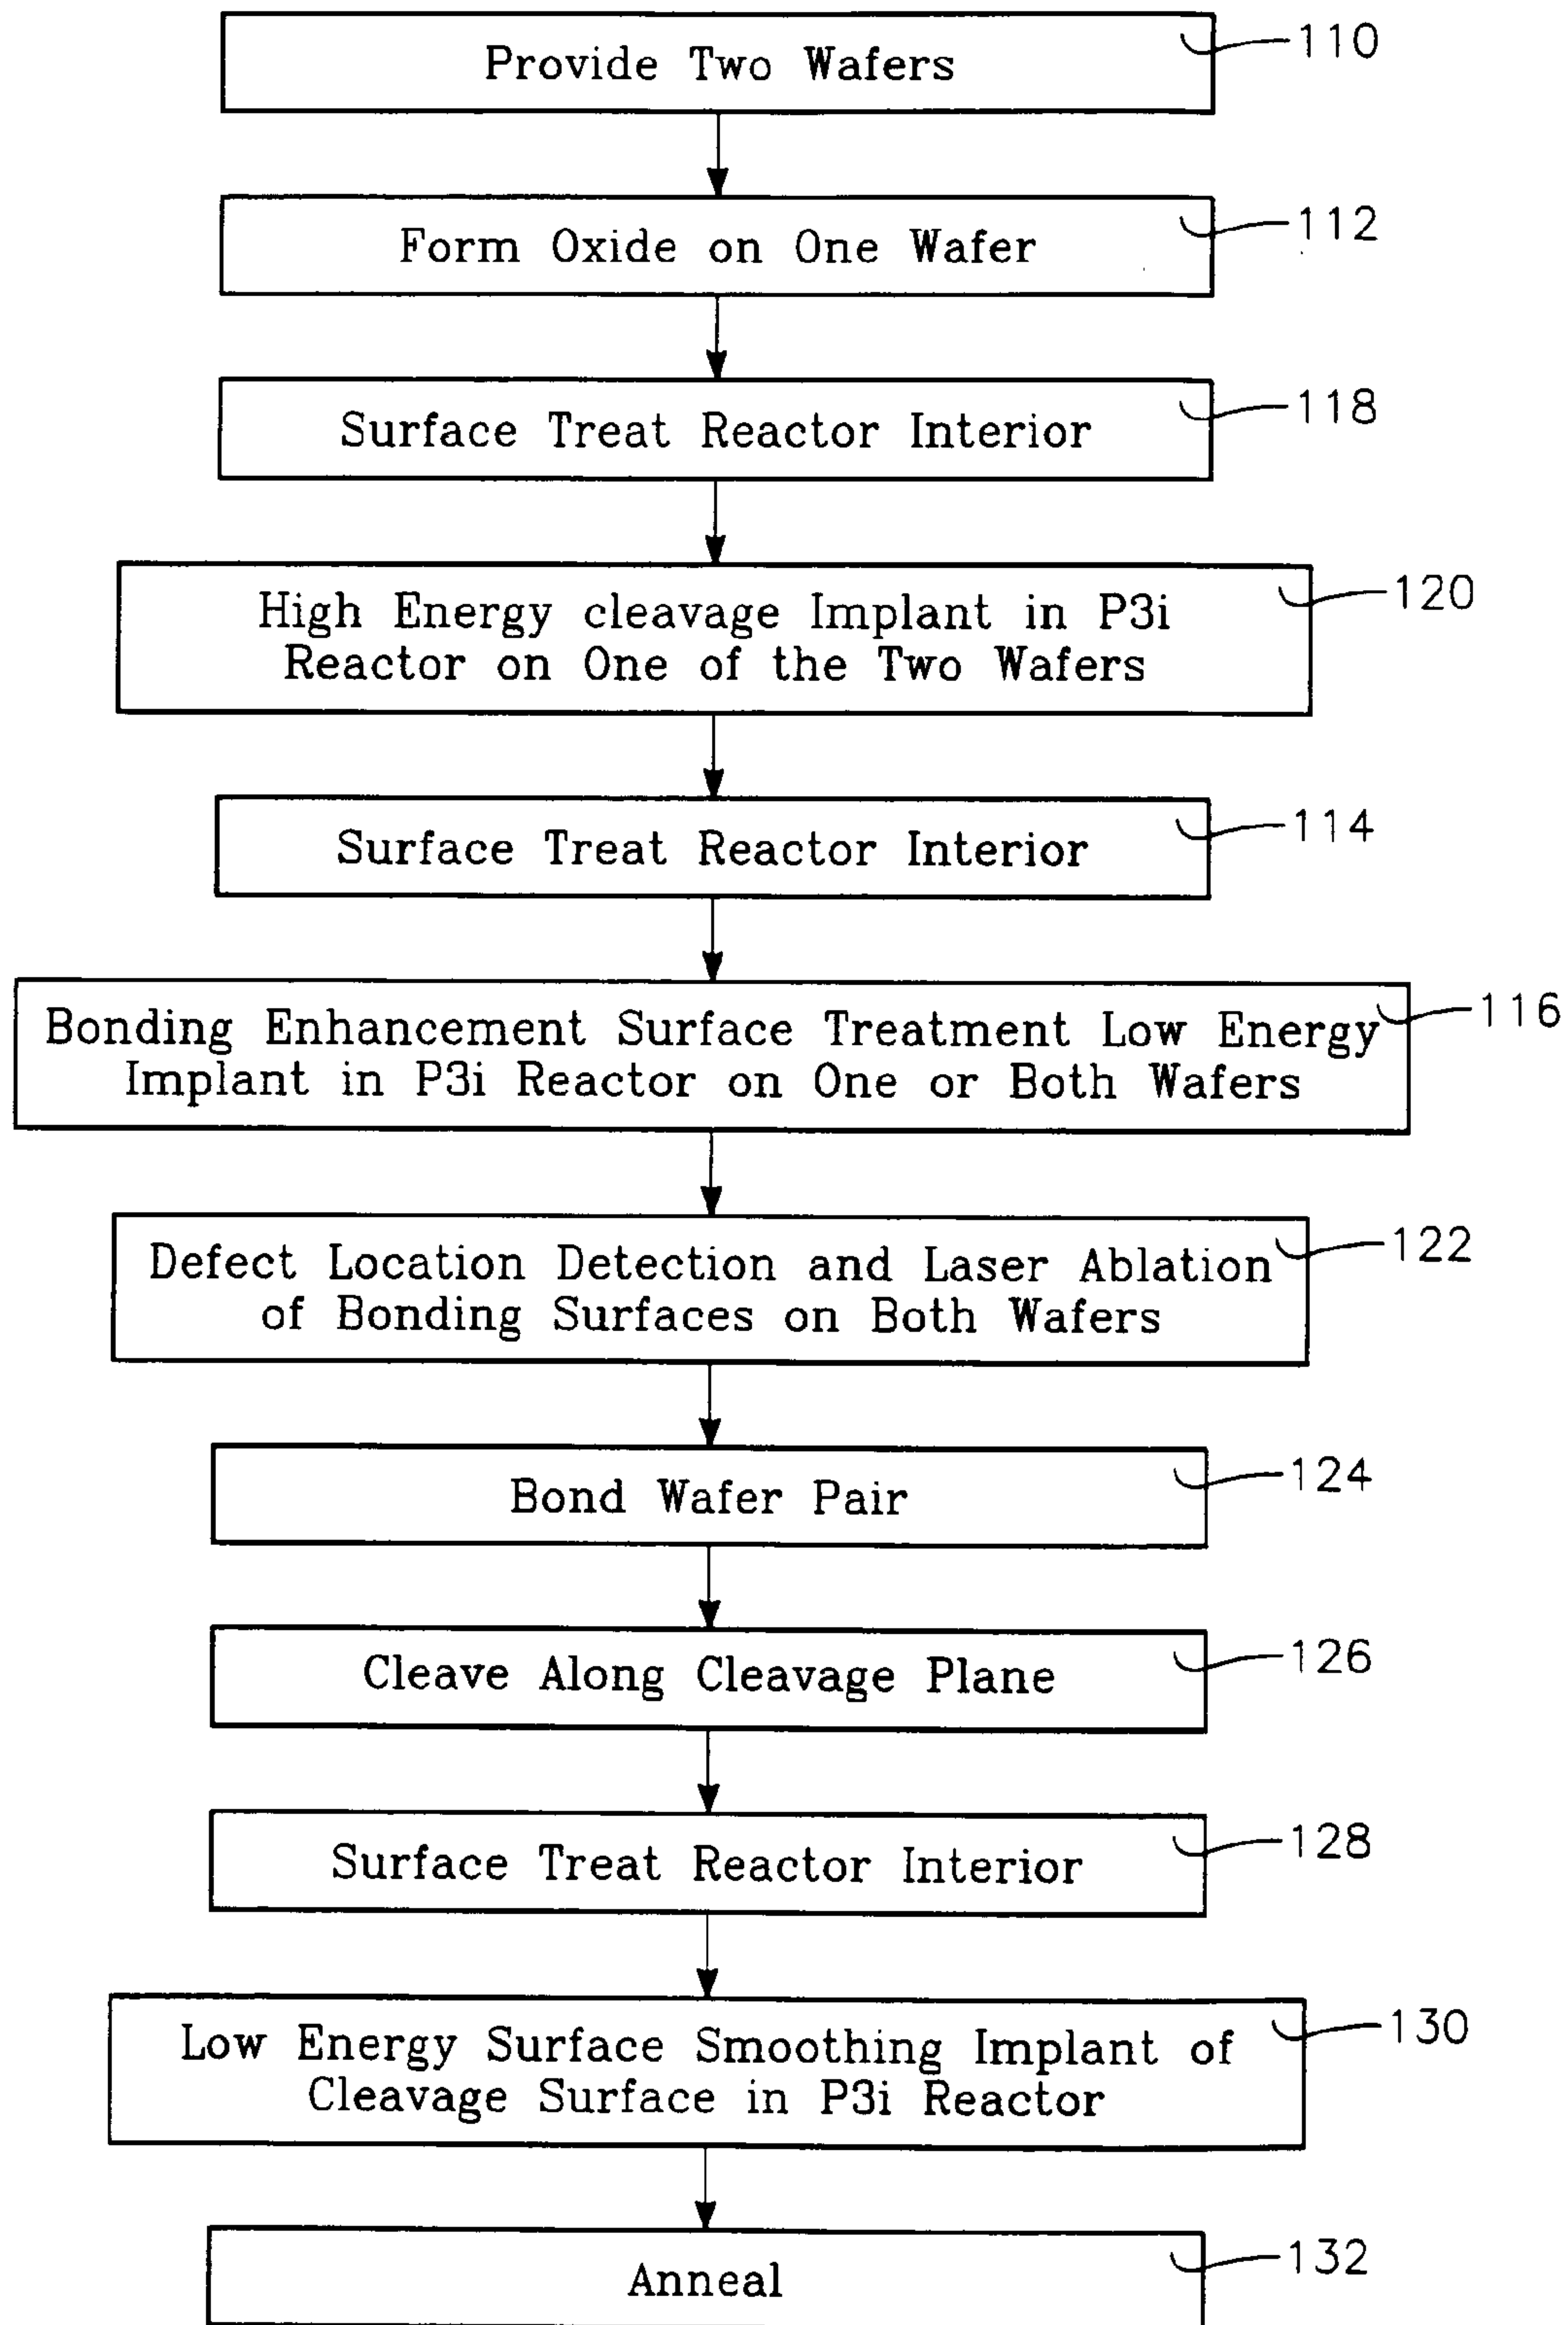 Provide Two Wafers
110
Form Oxide on One Wafer
112
Surface Treat Reactor Interior
118
High Energy cleavage Implant in P3i
Reactor on One of the Two Wafers
120
Surface Treat Reactor Interior
114
Bonding Enhancement Surface Treatment Low Energy
Implant in P3i Reactor on One or Both Wafers
116
Defect Location Detection and Laser Ablation
of Bonding Surfaces on Both Wafers
122
Bond Wafer Pair
124
Cleave Along Cleavage Plane
126
Surface Treat Reactor Interior
128
Low Energy Surface Smoothing Implant of
Cleavage Surface in P3i Reactor
130
Anneal
132